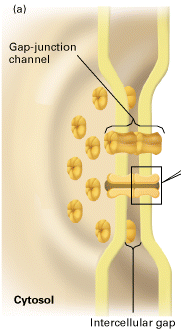 (a)
Gap-junction
channel
Cytosol
Intercellular gap